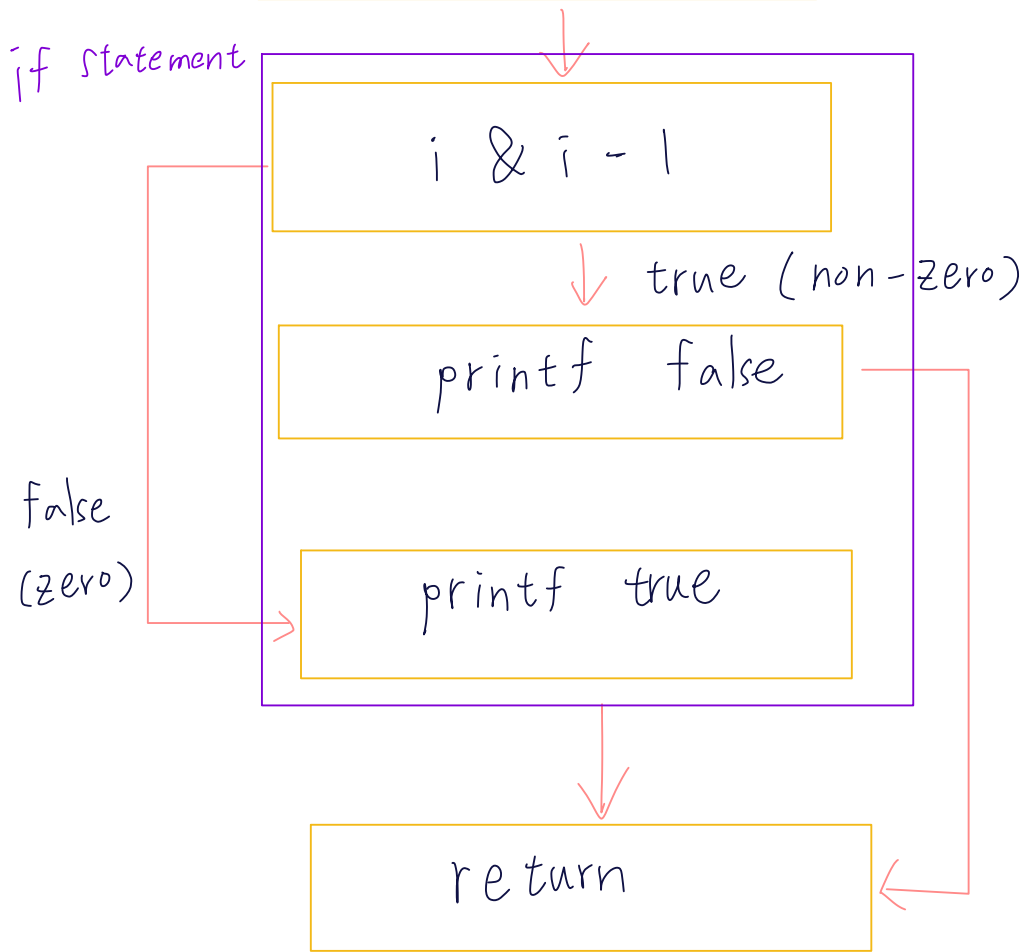 if statement
i & i - 1
true (non-zero)
printf false
false
(zero)
printf true
return